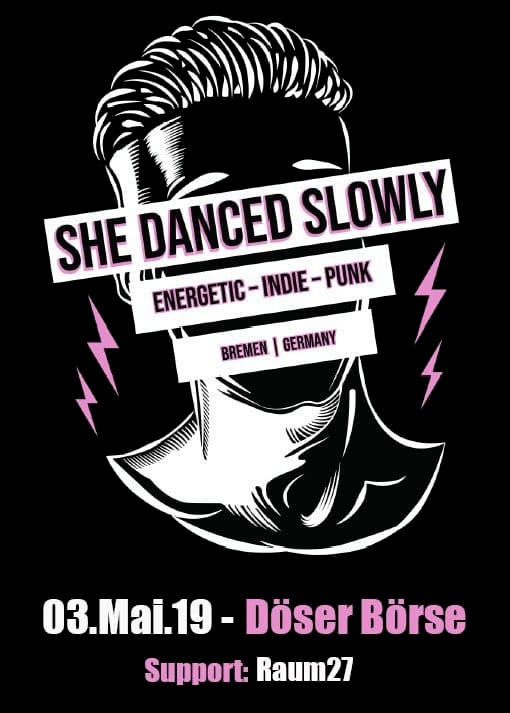 SHE DANCED SLOWLY
ENERGETIC – INDIE – PUNK
BREMEN | GERMANY
03.Mai.19 - Döser Börse
Support: Raum27